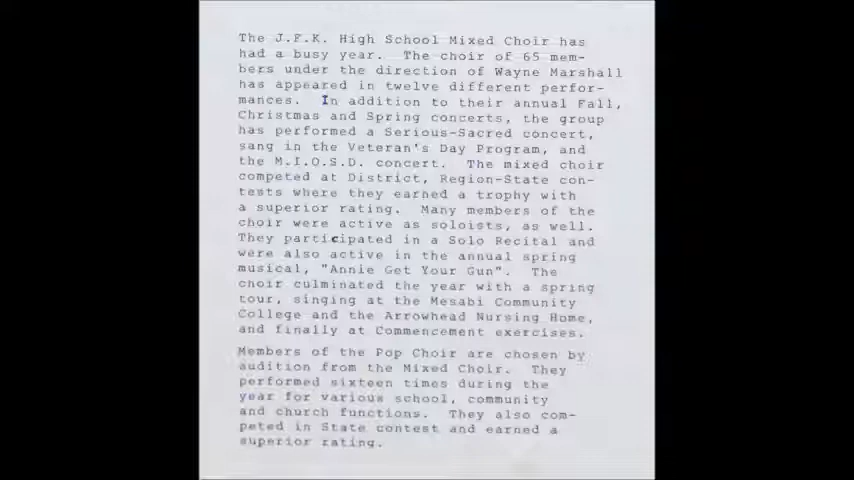 The J.F.K. High School Mixed Choir has
had a busy year.  The choir of 65 mem-
bers under the direction of Wayne Marshall
has appeared in twelve different perfor-
mances.  In addition to their annual Fall,
Christmas and Spring concerts, the group
has performed a Serious-Sacred concert,
sang in the Veteran's Day Program, and
the M.I.O.S.D. concert.  The mixed choir
competed at District, Region-State con-
tests where they earned a trophy with
a superior rating.  Many members of the
choir were active as soloists, as well.
They participated in a Solo Recital and
were also active in the annual spring
musical, "Annie Get Your Gun".  The
choir culminated the year with a spring
tour, singing at the Mesabi Community
College and the Arrowhead Nursing Home,
and finally at Commencement exercises.
Members of the Pop Choir are chosen by
audition from the Mixed Choir.  They
performed sixteen times during the
year for various school, community
and church functions.  They also com-
peted in State contest and earned a
superior rating.